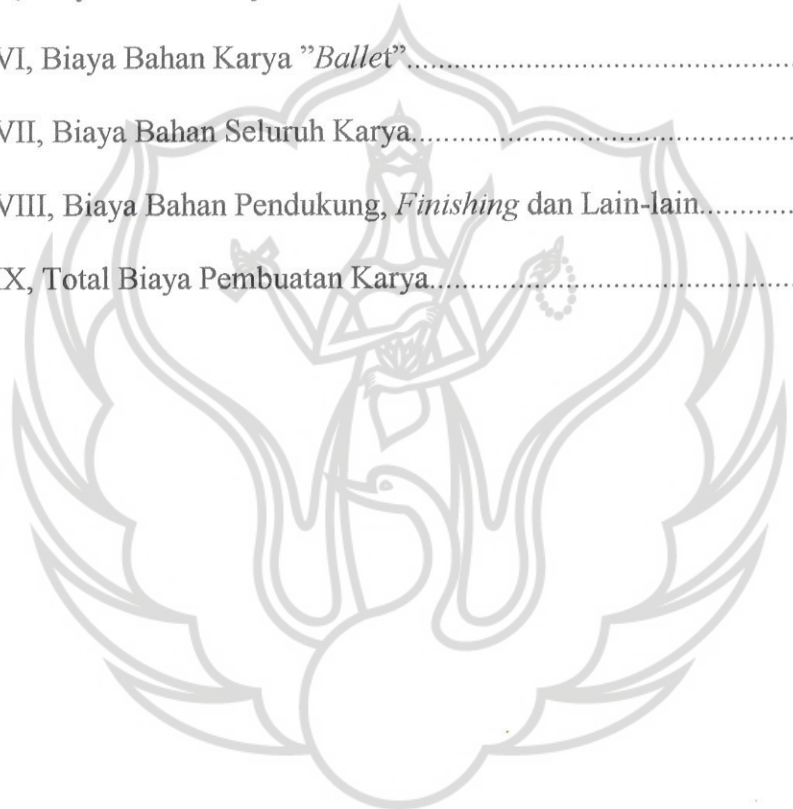 VI, Biaya Bahan Karya ”Ballet”........................................................
VII, Biaya Bahan Seluruh Karya........................................................
VIII, Biaya Bahan Pendukung, Finishing dan Lain-lain............
IX, Total Biaya Pembuatan Karya.....................................................